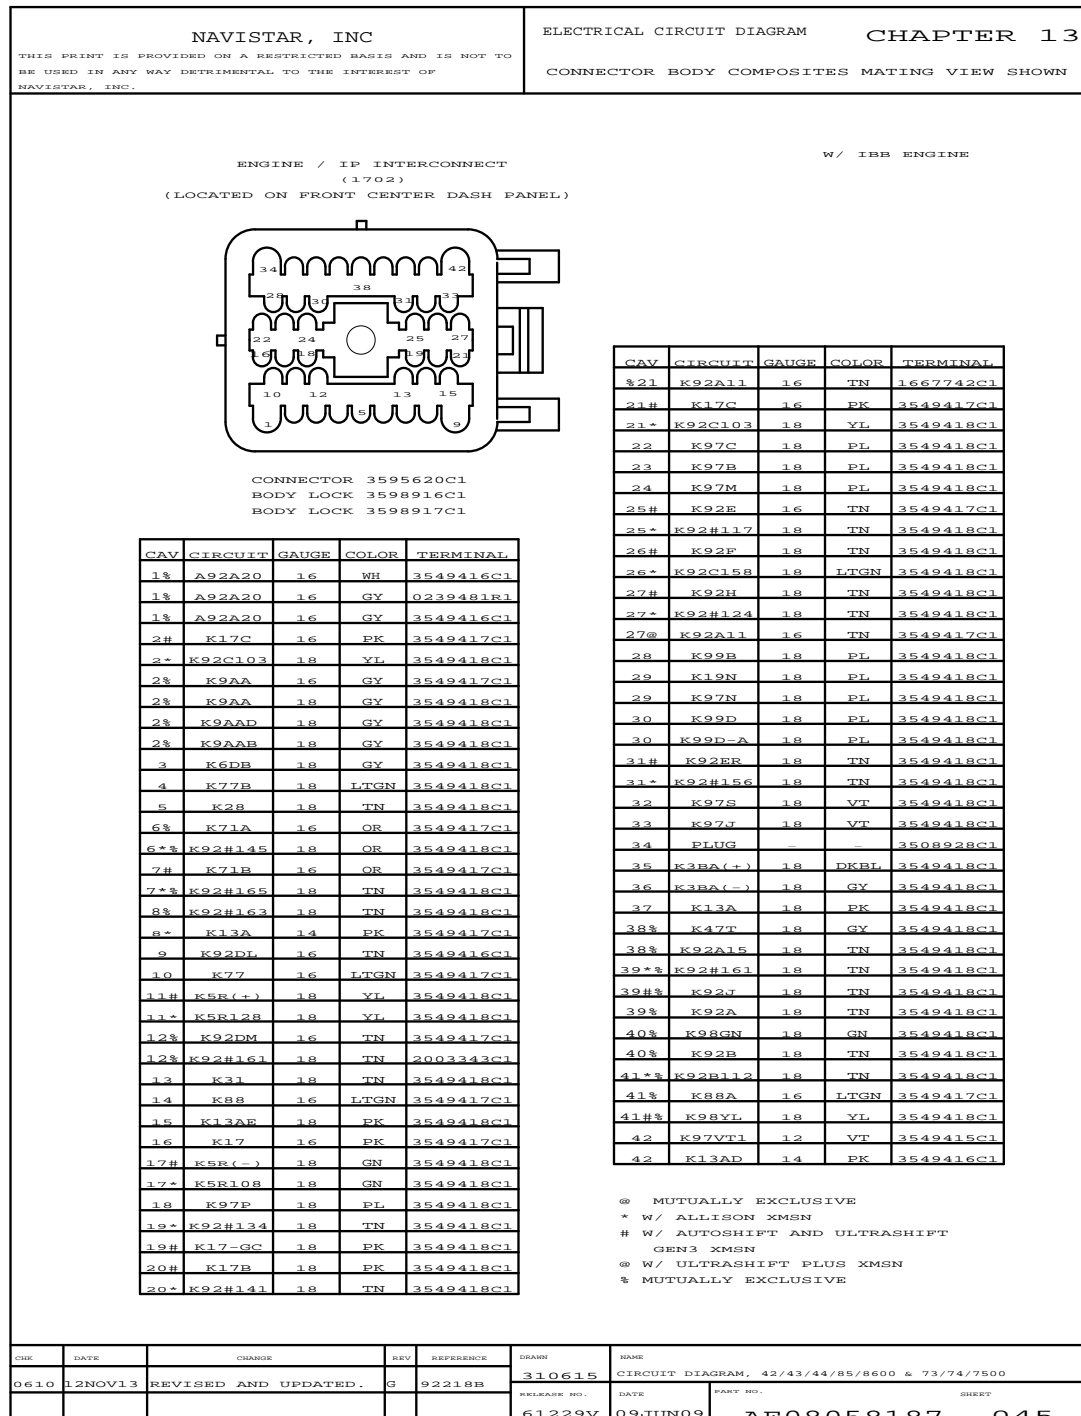 NAVISTAR, INC
THIS PRINT IS PROVIDED ON A RESTRICTED BASIS AND IS NOT TO
BE USED IN ANY WAY DETRIMENTAL TO THE INTEREST OF
NAVISTAR, INC.
ELECTRICAL CIRCUIT DIAGRAM CHAPTER 13
CONNECTOR BODY COMPOSITES MATING VIEW SHOWN
W/ IBB ENGINE
ENGINE / IP INTERCONNECT
(1702)
(LOCATED ON FRONT CENTER DASH PANEL)
34 42
38
28 30 31 33
22 24 25 27
16 18 19 21
10 12 13 15
1 5 9
CONNECTOR 3595620C1
BODY LOCK 3598916C1
BODY LOCK 3598917C1
CAV CIRCUIT GAUGE COLOR TERMINAL
1% A92A20 16 WH 3549416C1
1% A92A20 16 GY 0239481R1
1% A92A20 16 GY 3549416C1
2# K17C 16 PK 3549417C1
2* K92C103 18 YL 3549418C1
2% K9AA 16 GY 3549417C1
2% K9AA 18 GY 3549418C1
2% K9AAD 18 GY 3549418C1
2% K9AAB 18 GY 3549418C1
3 K6DB 18 GY 3549418C1
4 K77B 18 LTGN 3549418C1
5 K28 18 TN 3549418C1
6% K71A 16 OR 3549417C1
6*% K92#145 18 OR 3549418C1
7# K71B 16 OR 3549417C1
7*% K92#165 18 TN 3549418C1
8% K92#163 18 TN 3549418C1
8* K13A 14 PK 3549417C1
9 K92DL 16 TN 3549416C1
10 K77 16 LTGN 3549417C1
11# K5R(+) 18 YL 3549418C1
11* K5R128 18 YL 3549418C1
12% K92DM 16 TN 3549417C1
12% K92#161 18 TN 2003343C1
13 K31 18 TN 3549418C1
14 K88 16 LTGN 3549417C1
15 K13AE 18 PK 3549418C1
16 K17 16 PK 3549417C1
17# K5R(-) 18 GN 3549418C1
17* K5R108 18 GN 3549418C1
18 K97P 18 PL 3549418C1
19* K92#134 18 TN 3549418C1
19# K17-GC 18 PK 3549418C1
20# K17B 18 PK 3549418C1
20* K92#141 18 TN 3549418C1
CAV CIRCUIT GAUGE COLOR TERMINAL
%21 K92A11 16 TN 1667742C1
21# K17C 16 PK 3549417C1
21* K92C103 18 YL 3549418C1
22 K97C 18 PL 3549418C1
23 K97B 18 PL 3549418C1
24 K97M 18 PL 3549418C1
25# K92E 16 TN 3549417C1
25* K92#117 18 TN 3549418C1
26# K92F 18 TN 3549418C1
26* K92C158 18 LTGN 3549418C1
27# K92H 18 TN 3549418C1
27* K92#124 18 TN 3549418C1
27@ K92A11 16 TN 3549417C1
28 K99B 18 PL 3549418C1
29 K19N 18 PL 3549418C1
29 K97N 18 PL 3549418C1
30 K99D 18 PL 3549418C1
30 K99D-A 18 PL 3549418C1
31# K92ER 18 TN 3549418C1
31* K92#156 18 TN 3549418C1
32 K97S 18 VT 3549418C1
33 K97J 18 VT 3549418C1
34 PLUG - - 3508928C1
35 K3BA(+) 18 DKBL 3549418C1
36 K3BA(-) 18 GY 3549418C1
37 K13A 18 PK 3549418C1
38% K47T 18 GY 3549418C1
38% K92A15 18 TN 3549418C1
39*% K92#161 18 TN 3549418C1
39#% K92J 18 TN 3549418C1
39% K92A 18 TN 3549418C1
40% K98GN 18 GN 3549418C1
40% K92B 18 TN 3549418C1
41*% K92B112 18 TN 3549418C1
41% K88A 16 LTGN 3549417C1
41#% K98YL 18 YL 3549418C1
42 K97VT1 12 VT 3549415C1
42 K13AD 14 PK 3549416C1
@ MUTUALLY EXCLUSIVE
* W/ ALLISON XMSN
# W/ AUTOSHIFT AND ULTRASHIFT
GEN3 XMSN
@ W/ ULTRASHIFT PLUS XMSN
% MUTUALLY EXCLUSIVE
CHK DATE CHANGE REV REFERENCE
0610 12NOV13 REVISED AND UPDATED. G 92218B
DRAWN
310615
NAME
CIRCUIT DIAGRAM, 42/43/44/85/8600 & 73/74/7500
RELEASE NO. DATE PART NO. SHEET
61229Y 09JUN09 AE08058187 045